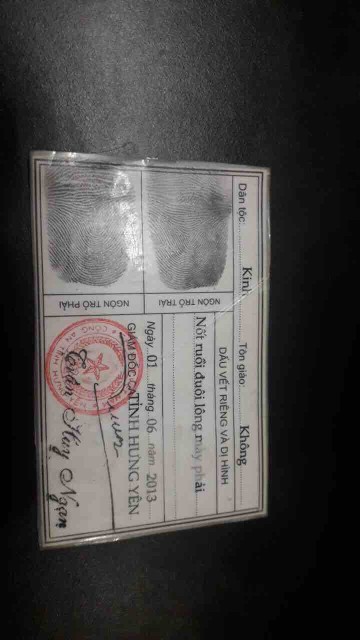 Dân tộc: Kinh Tôn giáo: Không
DẤU VẾT RIÊNG VÀ DỊ HÌNH
Nốt ruồi đuôi lông mày phải
NGÓN TRỎ TRÁI
NGÓN TRỎ PHẢI
Ngày 01 tháng 06 năm 2013
GIÁM ĐỐC CA TỈNH HƯNG YÊN